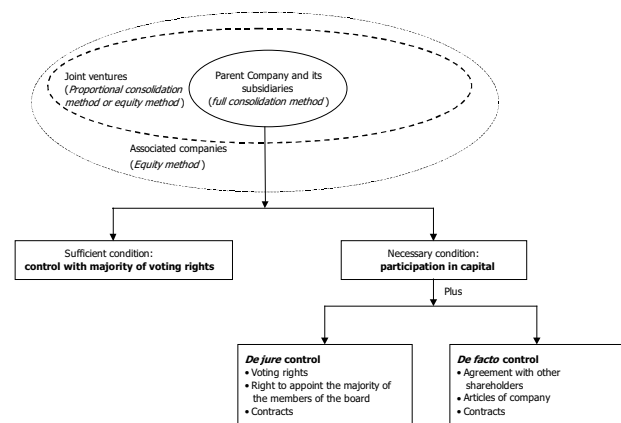 Joint ventures
(Proportional consolidation
method or equity method )
Parent Company and its
subsidiaries
(full consolidation method )
Associated companies
(Equity method )
Sufficient condition:
control with majority of voting rights
Necessary condition:
participation in capital
Plus
De jure control
• Voting rights
• Right to appoint the majority of
the members of the board
• Contracts
De facto control
• Agreement with other
shareholders
• Articles of company
• Contracts